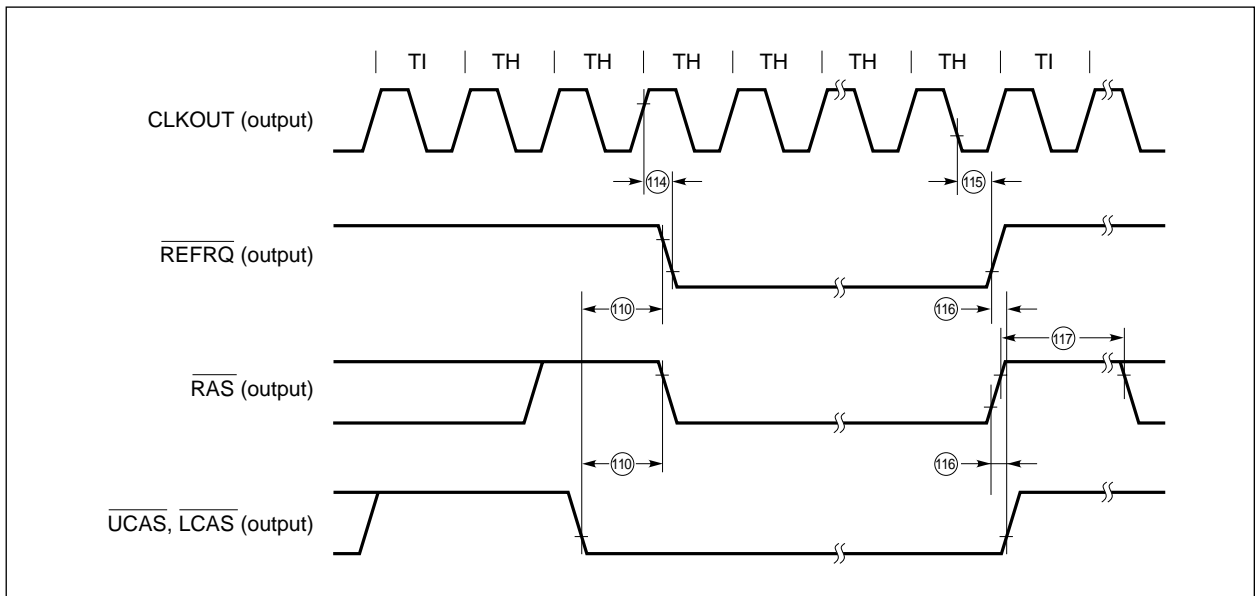 TI TH TH TH TH TH TH TI
CLKOUT (output)
114 115
REFRQ (output)
110 116
117
RAS (output)
110 116
UCAS, LCAS (output)